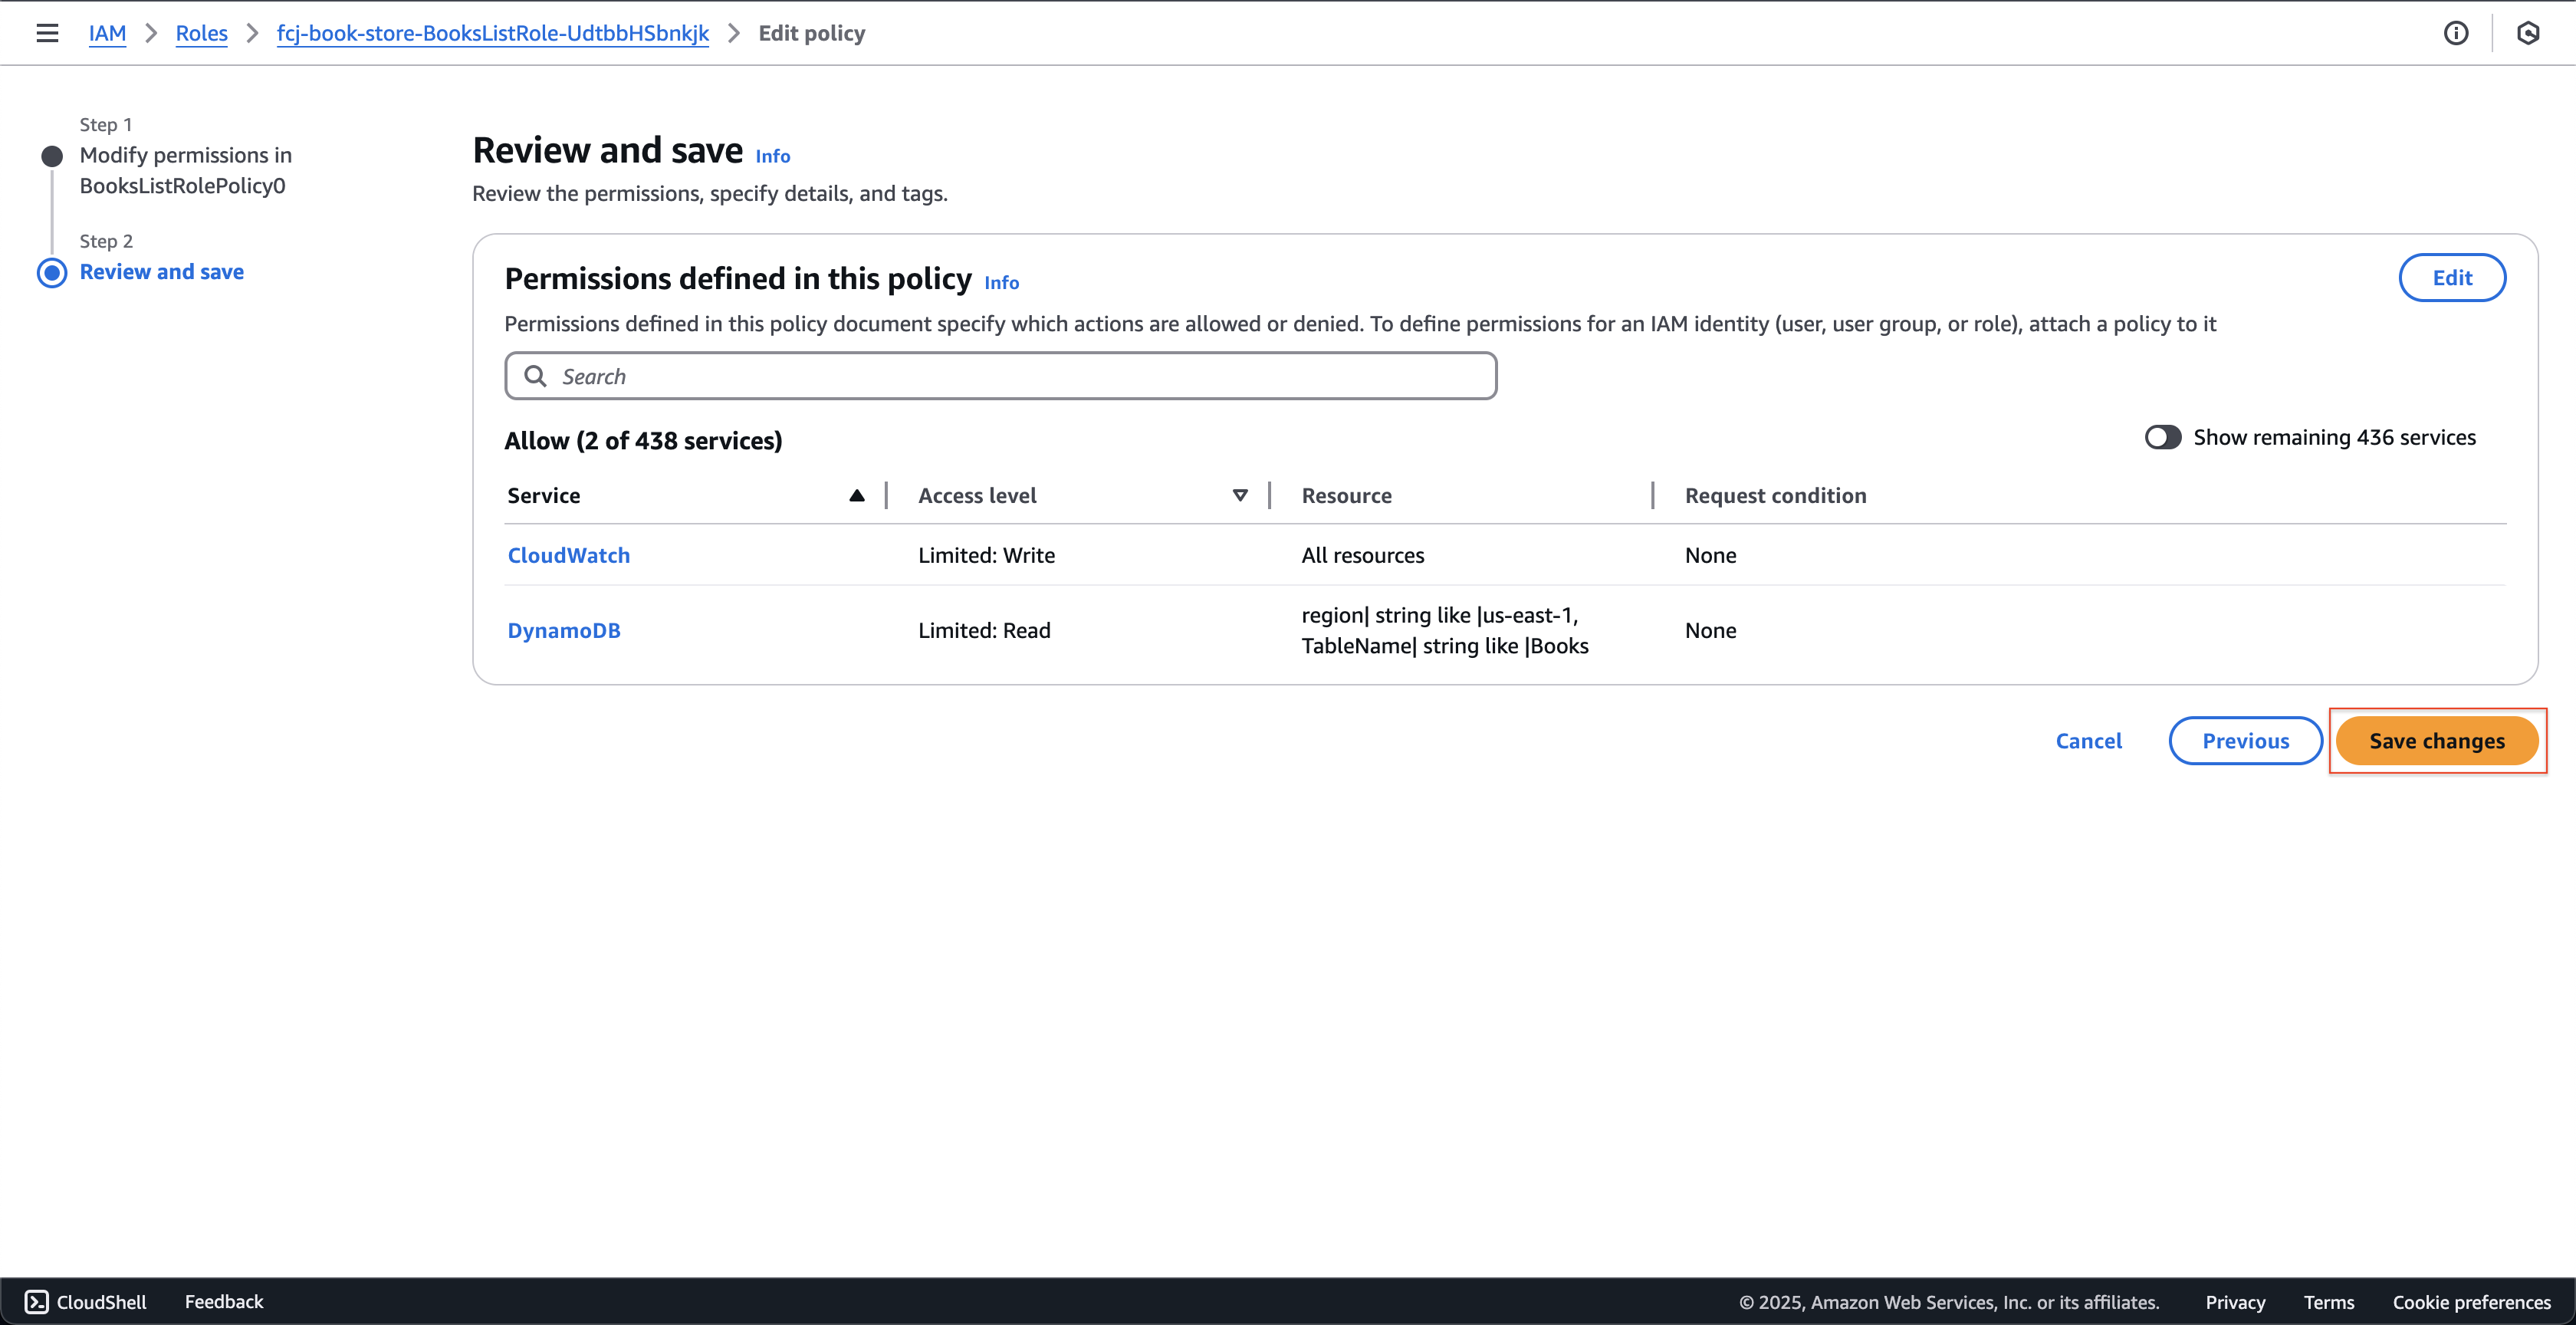 IAM > Roles > fcj-book-store-BooksListRole-UdtbbHSbnkjk > Edit policy
Step 1
Modify permissions in
BooksListRolePolicy0
Step 2
Review and save
Review and save Info
Review the permissions, specify details, and tags.
Permissions defined in this policy Info
Edit
Permissions defined in this policy document specify which actions are allowed or denied. To define permissions for an IAM identity (user, user group, or role), attach a policy to it
Search
Allow (2 of 438 services)
Show remaining 436 services
Service Access level Resource Request condition
CloudWatch Limited: Write All resources None
DynamoDB Limited: Read region| string like |us-east-1, None
TableName| string like |Books
Cancel Previous Save changes
CloudShell Feedback © 2025, Amazon Web Services, Inc. or its affiliates. Privacy Terms Cookie preferences